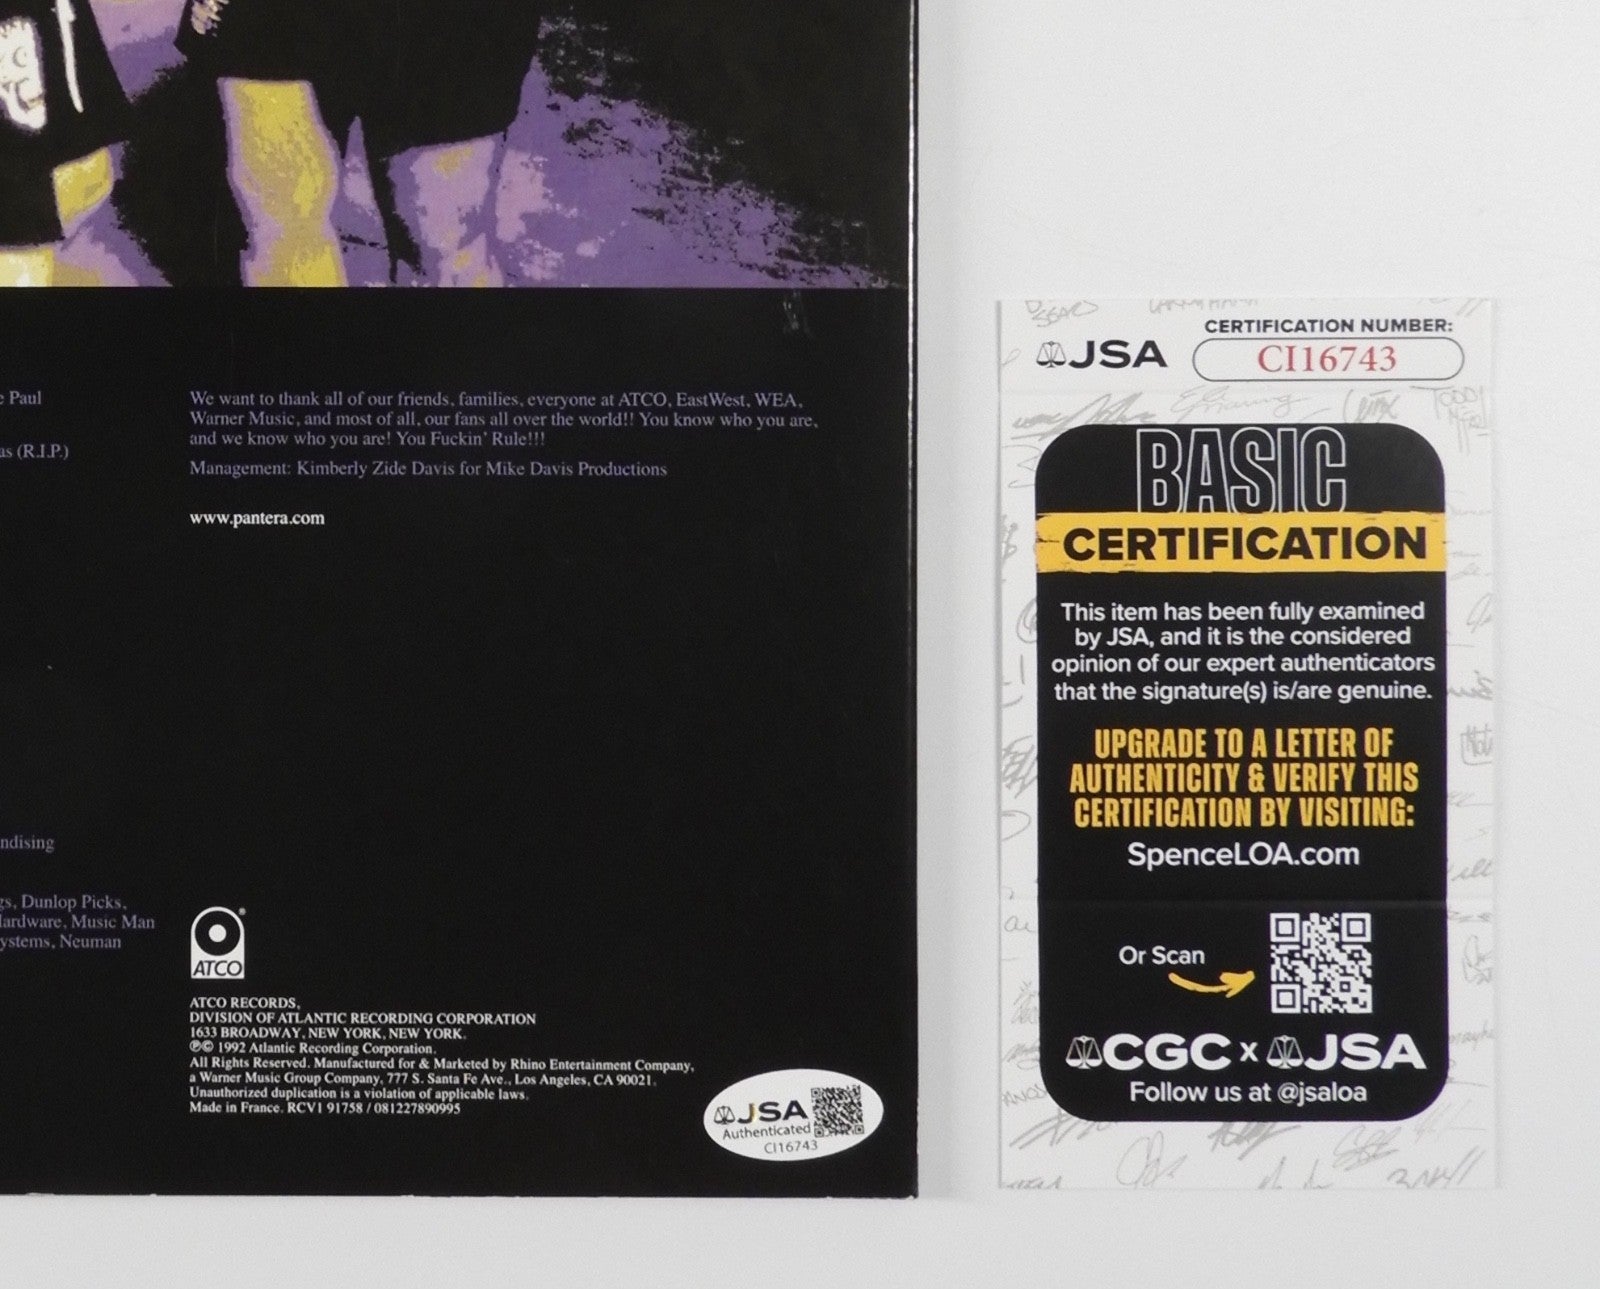 e Paul
as (R.I.P.)
ndising
gs, Dunlop Picks,
Hardware, Music Man
ystems, Neuman
We want to thank all of our friends, families, everyone at ATCO, EastWest, WEA,
Warner Music, and most of all, our fans all over the world!! You know who you are,
and we know who you are! You Fuckin' Rule!!!
Management: Kimberly Zide Davis for Mike Davis Productions
www.pantera.com
ATCO
®
ATCO RECORDS,
DIVISION OF ATLANTIC RECORDING CORPORATION
1633 BROADWAY, NEW YORK, NEW YORK.
℗© 1992 Atlantic Recording Corporation.
All Rights Reserved. Manufactured for & Marketed by Rhino Entertainment Company,
a Warner Music Group Company, 777 S. Santa Fe Ave., Los Angeles, CA 90021.
Unauthorized duplication is a violation of applicable laws.
Made in France. RCV1 91758 / 081227890995
JSA
Authenticated
CI16743
JSA
CERTIFICATION NUMBER:
CI16743
BASIC
CERTIFICATION
This item has been fully examined
by JSA, and it is the considered
opinion of our expert authenticators
that the signature(s) is/are genuine.
UPGRADE TO A LETTER OF
AUTHENTICITY & VERIFY THIS
CERTIFICATION BY VISITING:
SpenceLOA.com
Or Scan
CGC x JSA
Follow us at @jsaloa